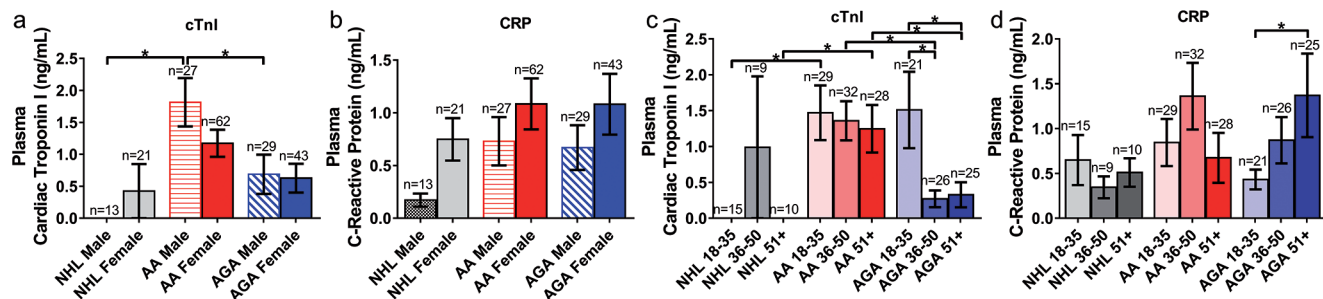 a
cTnI
Plasma
Cardiac Troponin I (ng/mL)
2.5
2.0
1.5
1.0
0.5
0.0
*
*
n=13
n=21
n=27
n=62
n=29
n=43
NHL Male
NHL Female
AA Male
AA Female
AGA Male
AGA Female
b
CRP
Plasma
C-Reactive Protein (ng/mL)
1.5
1.0
0.5
0.0
n=13
n=21
n=27
n=62
n=29
n=43
NHL Male
NHL Female
AA Male
AA Female
AGA Male
AGA Female
c
cTnI
Plasma
Cardiac Troponin I (ng/mL)
2.5
2.0
1.5
1.0
0.5
0.0
*
*
*
*
*
*
n=15
n=9
n=10
n=29
n=32
n=28
n=21
n=26
n=25
NHL 18-35
NHL 36-50
NHL 51+
AA 18-35
AA 36-50
AA 51+
AGA 18-35
AGA 36-50
AGA 51+
d
CRP
Plasma
C-Reactive Protein (ng/mL)
2.0
1.5
1.0
0.5
0.0
*
n=15
n=9
n=10
n=29
n=32
n=28
n=21
n=26
n=25
NHL 18-35
NHL 36-50
NHL 51+
AA 18-35
AA 36-50
AA 51+
AGA 18-35
AGA 36-50
AGA 51+